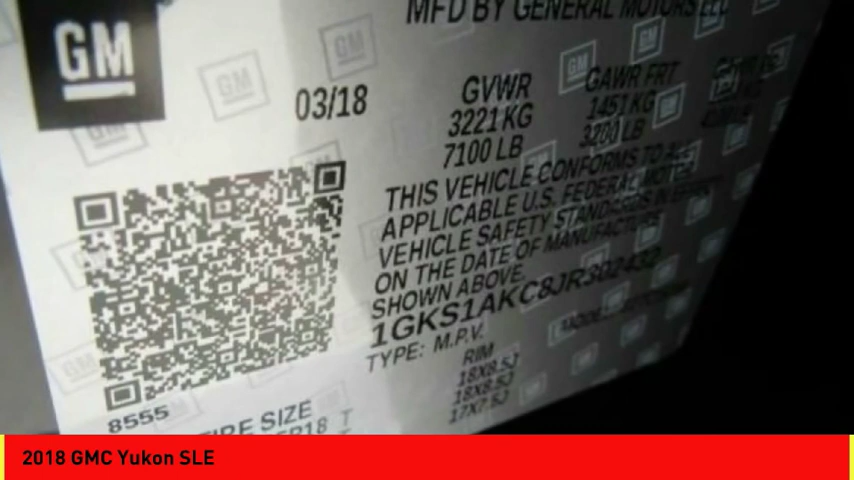 MFD BY GENERAL MOTORS LLC
GM
03/18
GVWR
3221 KG
7100 LB
GAWR FRT
1451 KG
3200 LB
THIS VEHICLE CONFORMS TO ALL
APPLICABLE U.S. FEDERAL MOTOR
VEHICLE SAFETY STANDARDS IN EFFECT
ON THE DATE OF MANUFACTURE
SHOWN ABOVE.
1GKS1AKC8JR302432
TYPE: M.P.V.
MODEL:
RIM
18X8.5J
18X8.5J
17X7.5J
8555
TIRE SIZE
2018 GMC Yukon SLE